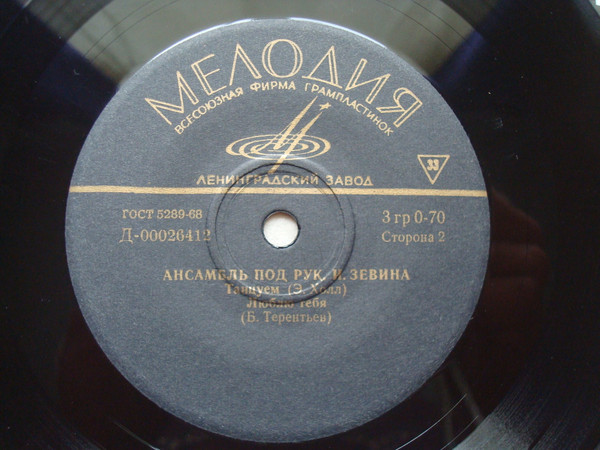 МЕЛОДИЯ
ВСЕСОЮЗНАЯ ФИРМА ГРАМПЛАСТИНОК
ЛЕНИНГРАДСКИЙ ЗАВОД
33
ГОСТ 5289-68
3 гр 0-70
Д-00026412
Сторона 2
АНСАМБЛЬ ПОД РУК. И. ЗЕВИНА
Танцуем (Э. Холл)
Люблю тебя
(Б. Терентьев)